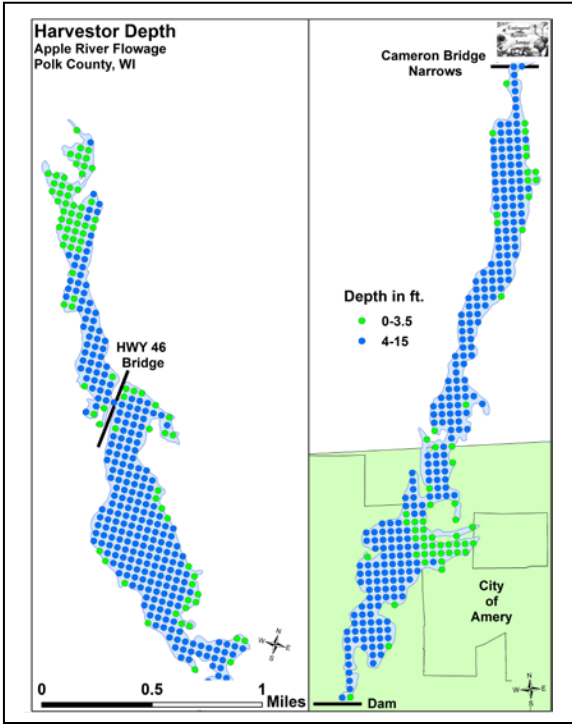 Harvestor Depth
Apple River Flowage
Polk County, WI
HWY 46
Bridge
N
W E
S
0 0.5 1
Miles
Cameron Bridge
Narrows
Depth in ft.
0-3.5
4-15
City
of
Amery
N
W E
S
Dam